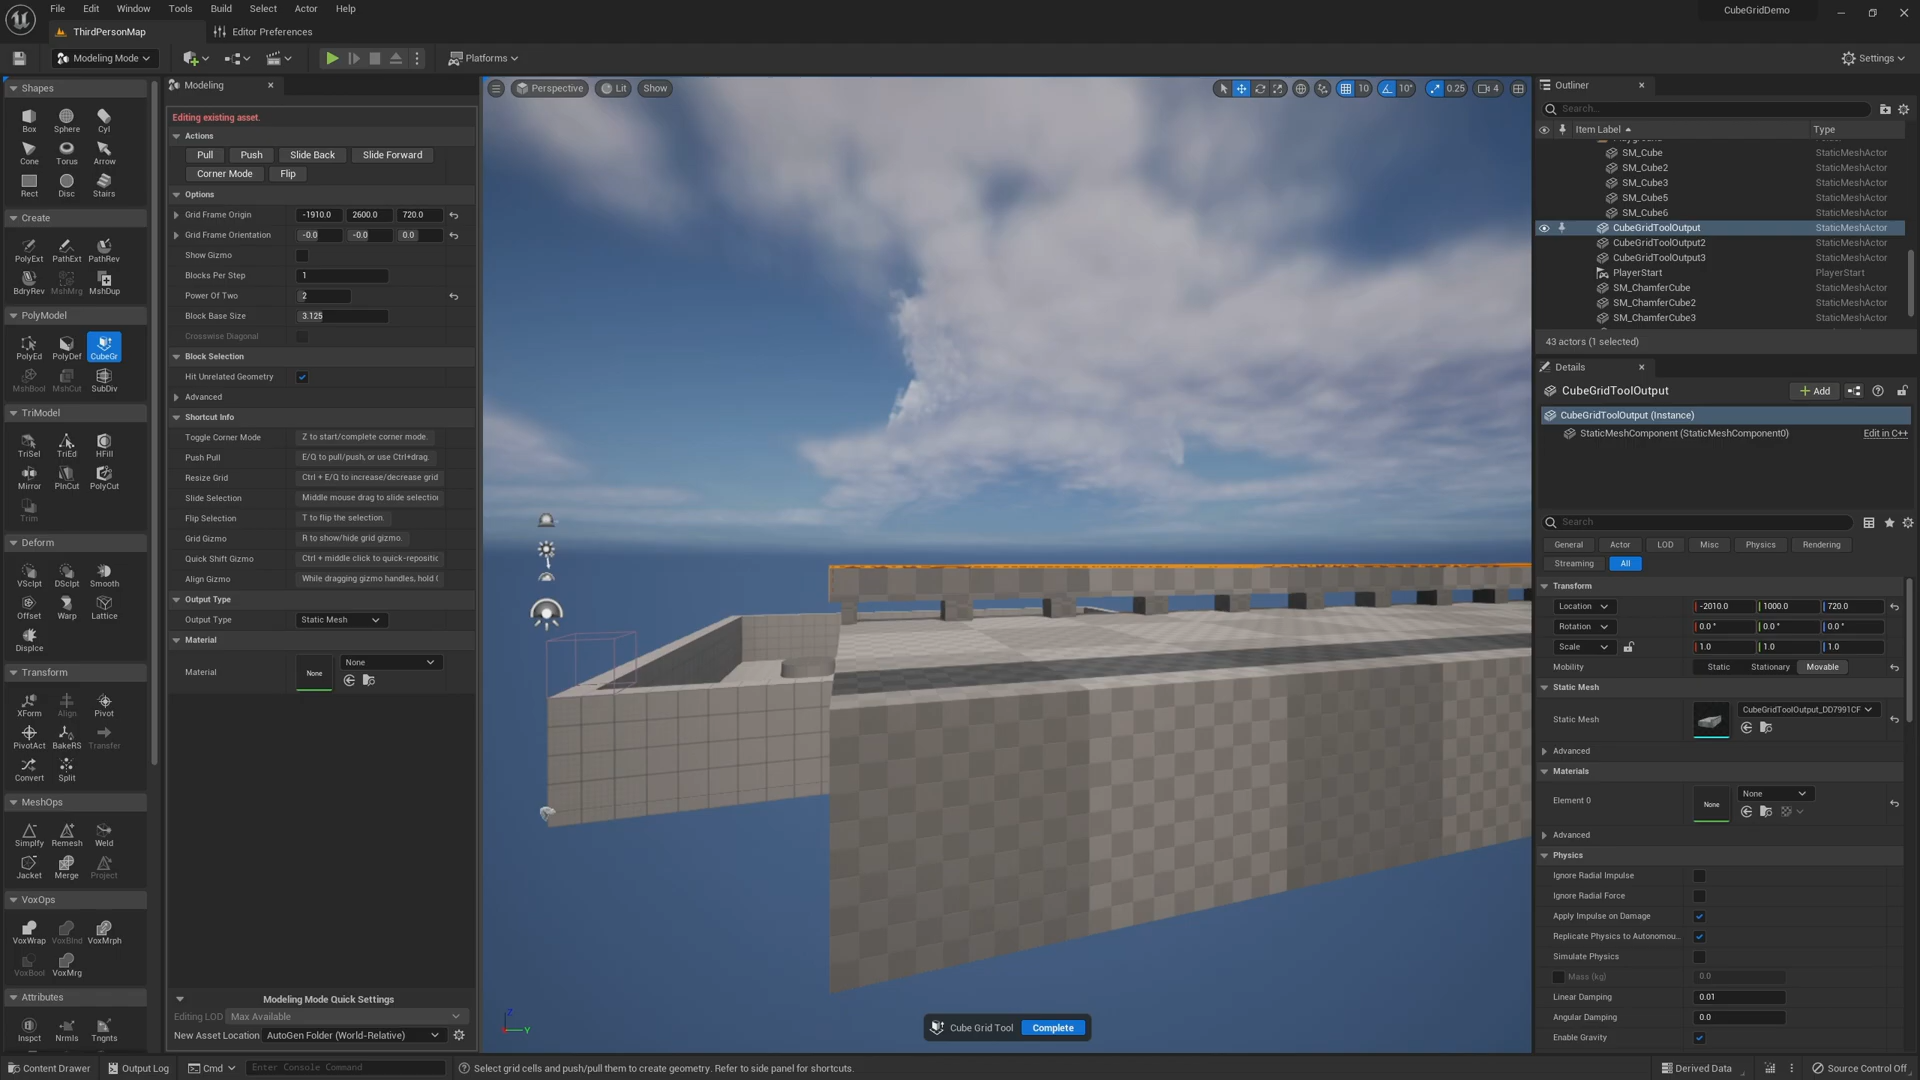 File Edit Window Tools Build Select Actor Help
CubeGridDemo
ThirdPersonMap
Editor Preferences
Modeling Mode
Platforms
Settings
Shapes
Box Sphere Cyl
Cone Torus Arrow
Rect Disc Stairs
Create
PolyExt PathExt PathRev
BdryRev MshMrg MshDup
PolyModel
PolyEd PolyDef CubeGr
MshBool MshCut SubDiv
TriModel
TriSel TriEd HFill
Mirror PlnCut PolyCut
Trim
Deform
VSclpt DSclpt Smooth
Offset Warp Lattice
Displce
Transform
XForm Align Pivot
PivotAct BakeRS Transfer
Convert Split
MeshOps
Simplfy Remesh Weld
Jacket Merge Project
VoxOps
VoxWrap VoxBlnd VoxMrph
VoxBool VoxMrg
Attributes
Inspct Nrmls Tngnts
Modeling
Editing existing asset.
Actions
Pull Push Slide Back Slide Forward
Corner Mode Flip
Options
Grid Frame Origin -1910.0 2600.0 720.0
Grid Frame Orientation -0.0 -0.0 0.0
Show Gizmo
Blocks Per Step 1
Power Of Two 2
Block Base Size 3.125
Crosswise Diagonal
Block Selection
Hit Unrelated Geometry
Advanced
Shortcut Info
Toggle Corner Mode Z to start/complete corner mode.
Push Pull E/Q to pull/push, or use Ctrl+drag.
Resize Grid Ctrl + E/Q to increase/decrease grid
Slide Selection Middle mouse drag to slide selection
Flip Selection T to flip the selection.
Grid Gizmo R to show/hide grid gizmo.
Quick Shift Gizmo Ctrl + middle click to quick-repositic
Align Gizmo While dragging gizmo handles, hold
Output Type
Output Type Static Mesh
Material
Material None None
Modeling Mode Quick Settings
Editing LOD Max Available
New Asset Location AutoGen Folder (World-Relative)
Perspective Lit Show
10 10° 0.25 4
Z
Y
Cube Grid Tool Complete
Outliner
Search...
Item Label Type
SM_Cube StaticMeshActor
SM_Cube2 StaticMeshActor
SM_Cube3 StaticMeshActor
SM_Cube5 StaticMeshActor
SM_Cube6 StaticMeshActor
CubeGridToolOutput StaticMeshActor
CubeGridToolOutput2 StaticMeshActor
CubeGridToolOutput3 StaticMeshActor
PlayerStart PlayerStart
SM_ChamferCube StaticMeshActor
SM_ChamferCube2 StaticMeshActor
SM_ChamferCube3 StaticMeshActor
43 actors (1 selected)
Details
CubeGridToolOutput
Add
CubeGridToolOutput (Instance)
StaticMeshComponent (StaticMeshComponent0) Edit in C++
Search
General Actor LOD Misc Physics Rendering
Streaming All
Transform
Location -2010.0 1000.0 720.0
Rotation 0.0 ° 0.0 ° 0.0 °
Scale 1.0 1.0 1.0
Mobility Static Stationary Movable
Static Mesh
Static Mesh CubeGridToolOutput_DD7991CF
Advanced
Materials
Element 0 None None
Advanced
Physics
Ignore Radial Impulse
Ignore Radial Force
Apply Impulse on Damage
Replicate Physics to Autonomou...
Simulate Physics
Mass (kg) 0.0
Linear Damping 0.01
Angular Damping 0.0
Enable Gravity
Content Drawer Output Log Cmd Enter Console Command
Select grid cells and push/pull them to create geometry. Refer to side panel for shortcuts.
Derived Data
Source Control Off